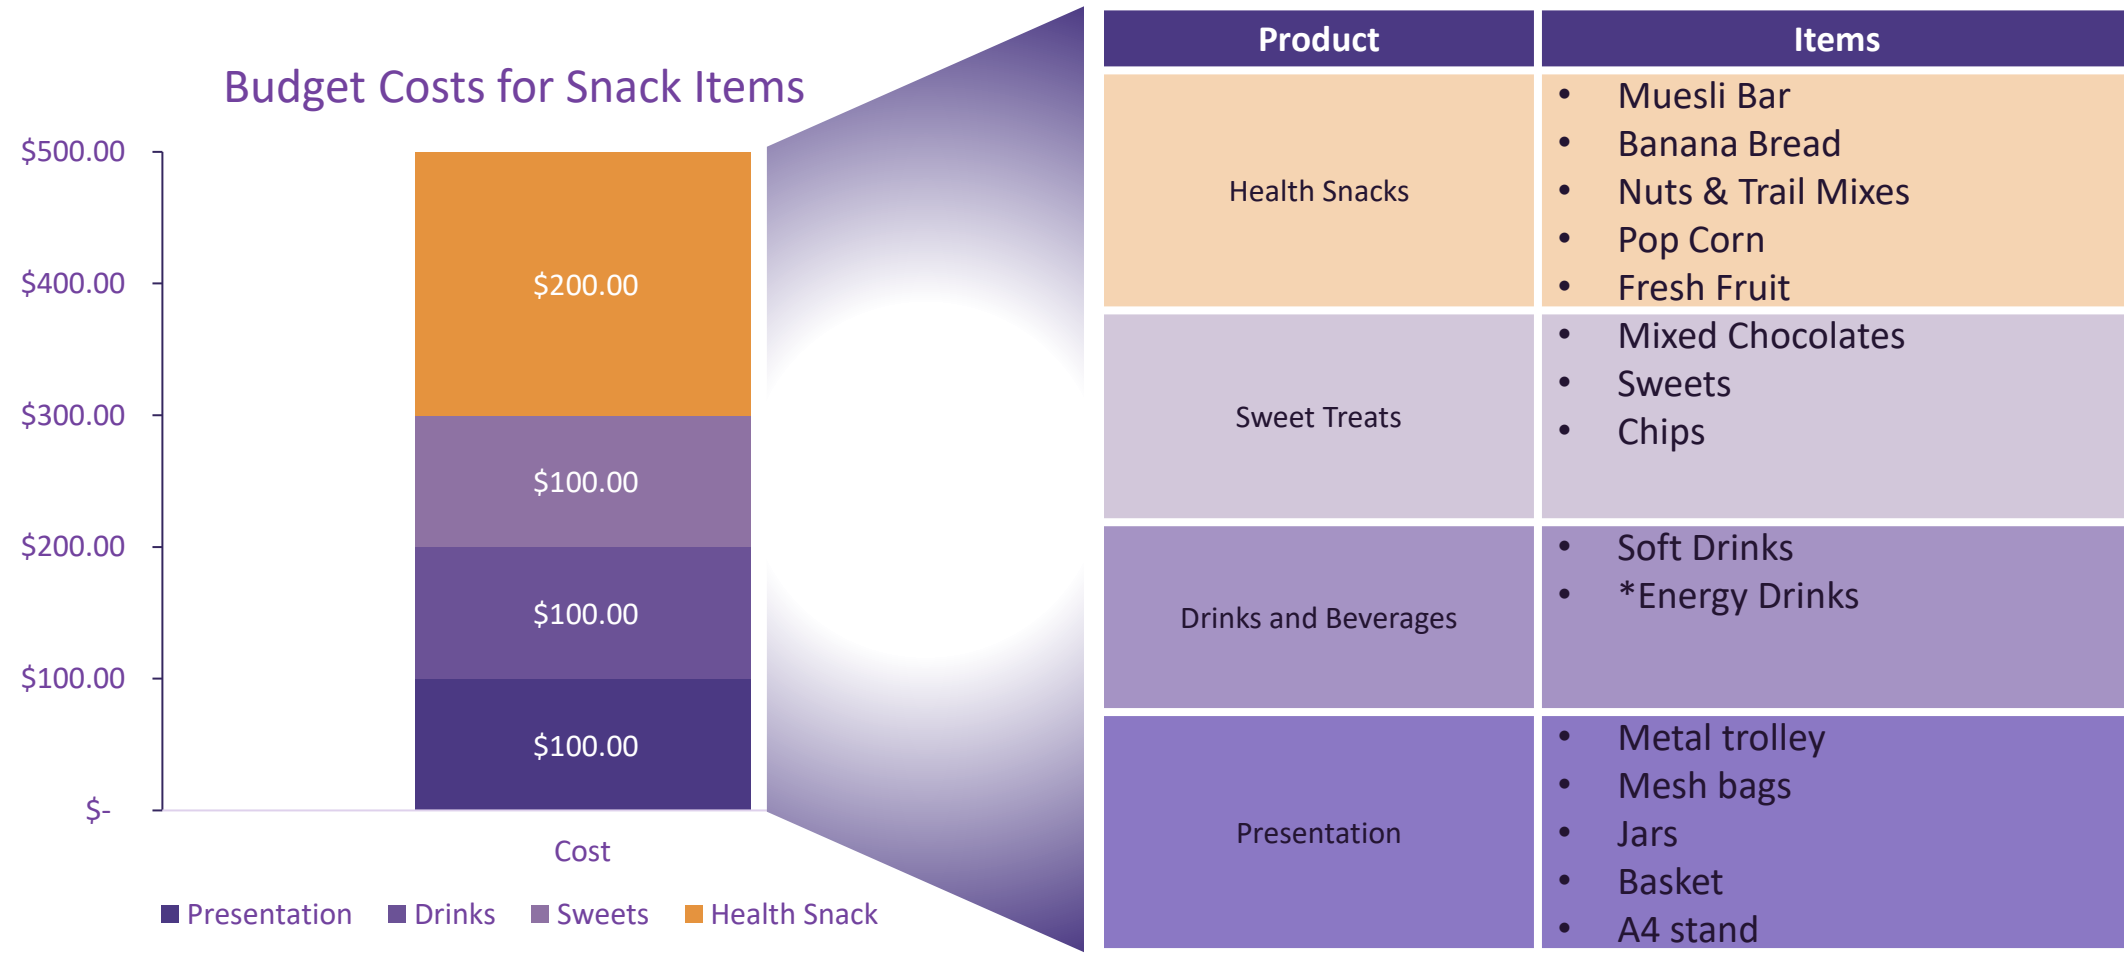 Budget Costs for Snack Items
$500.00
$400.00
$300.00
$200.00
$100.00
$-
$200.00
$100.00
$100.00
$100.00
Cost
Presentation Drinks Sweets Health Snack
Product Items
Health Snacks
• Muesli Bar
• Banana Bread
• Nuts & Trail Mixes
• Pop Corn
• Fresh Fruit
Sweet Treats
• Mixed Chocolates
• Sweets
• Chips
Drinks and Beverages
• Soft Drinks
• *Energy Drinks
Presentation
• Metal trolley
• Mesh bags
• Jars
• Basket
• A4 stand